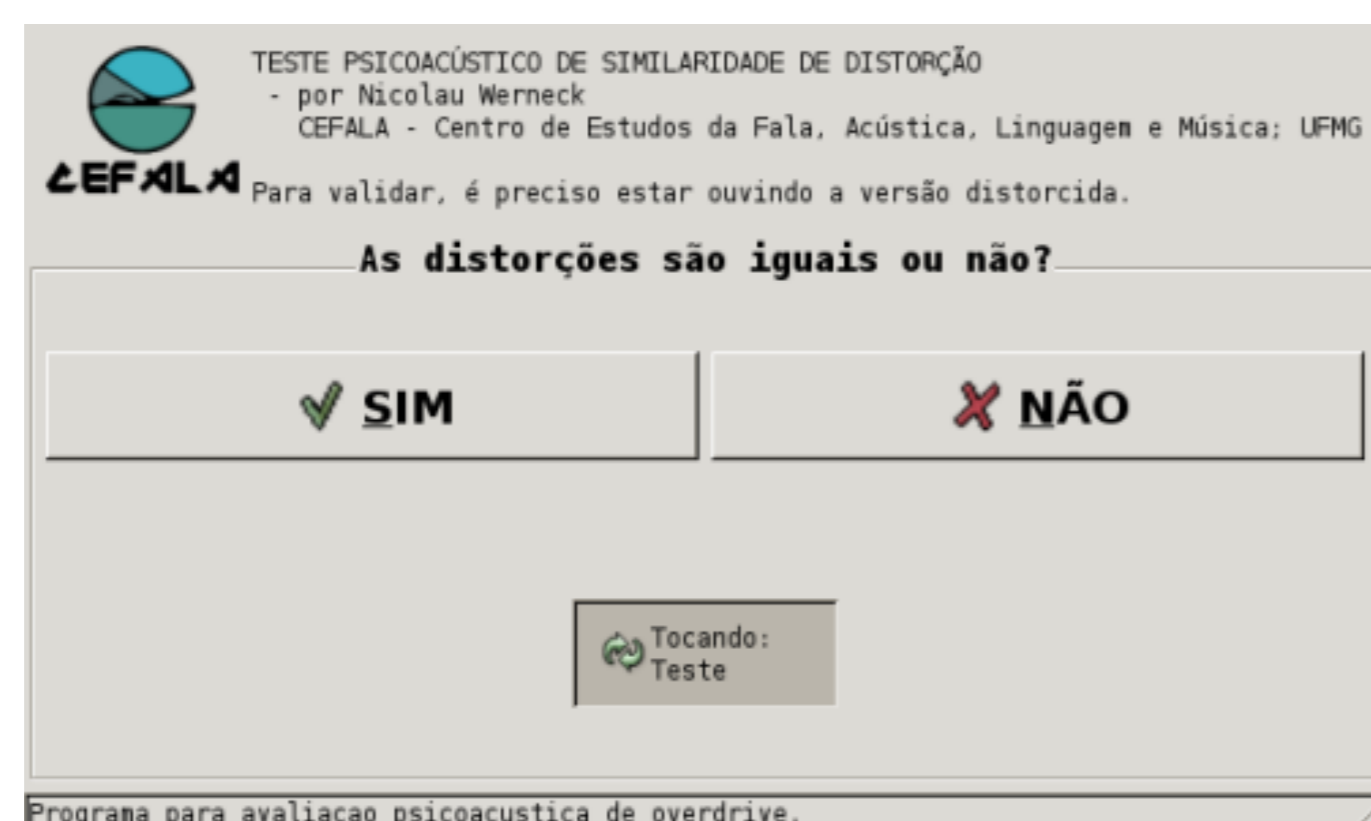 TESTE PSICOACÚSTICO DE SIMILARIDADE DE DISTORÇÃO
- por Nicolau Werneck
CEFALA - Centro de Estudos da Fala, Acústica, Linguagem e Música; UFMG
CEFALA
Para validar, é preciso estar ouvindo a versão distorcida.
As distorções são iguais ou não?
SIM
NÃO
Tocando:
Teste
Programa para avaliacao psicoacustica de overdrive.